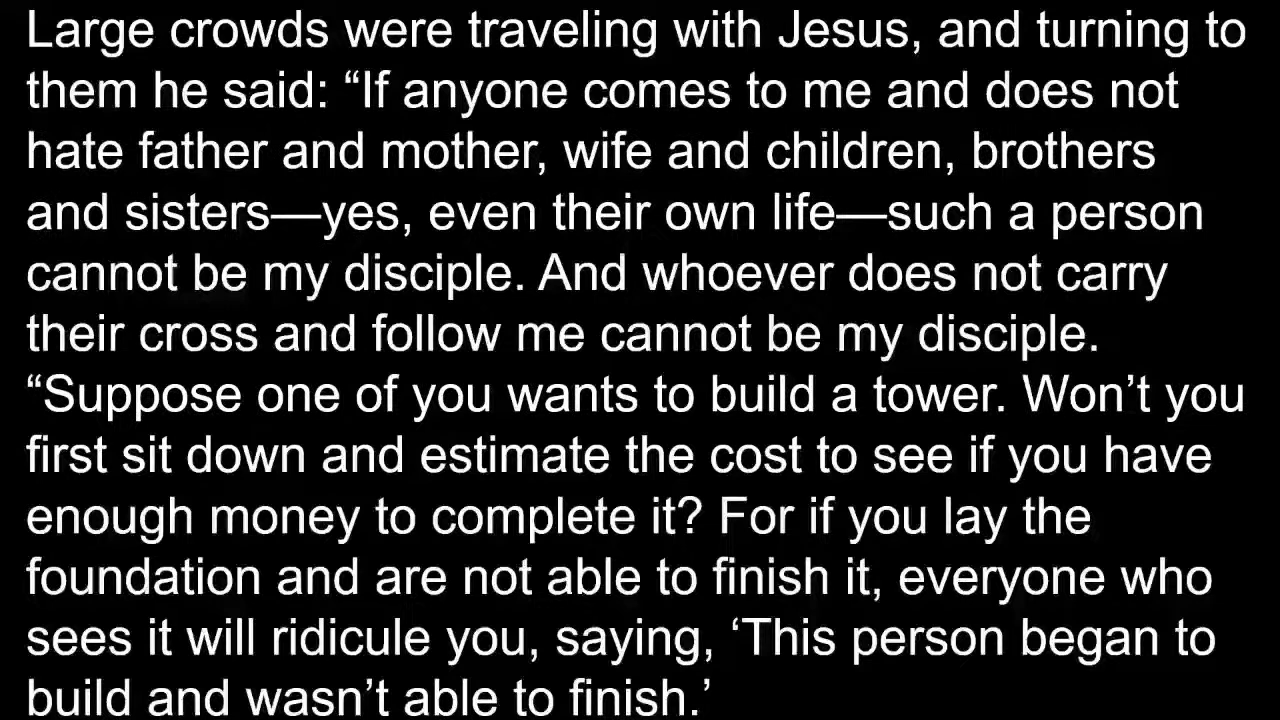 Large crowds were traveling with Jesus, and turning to
them he said: “If anyone comes to me and does not
hate father and mother, wife and children, brothers
and sisters—yes, even their own life—such a person
cannot be my disciple. And whoever does not carry
their cross and follow me cannot be my disciple.
“Suppose one of you wants to build a tower. Won’t you
first sit down and estimate the cost to see if you have
enough money to complete it? For if you lay the
foundation and are not able to finish it, everyone who
sees it will ridicule you, saying, ‘This person began to
build and wasn’t able to finish.’